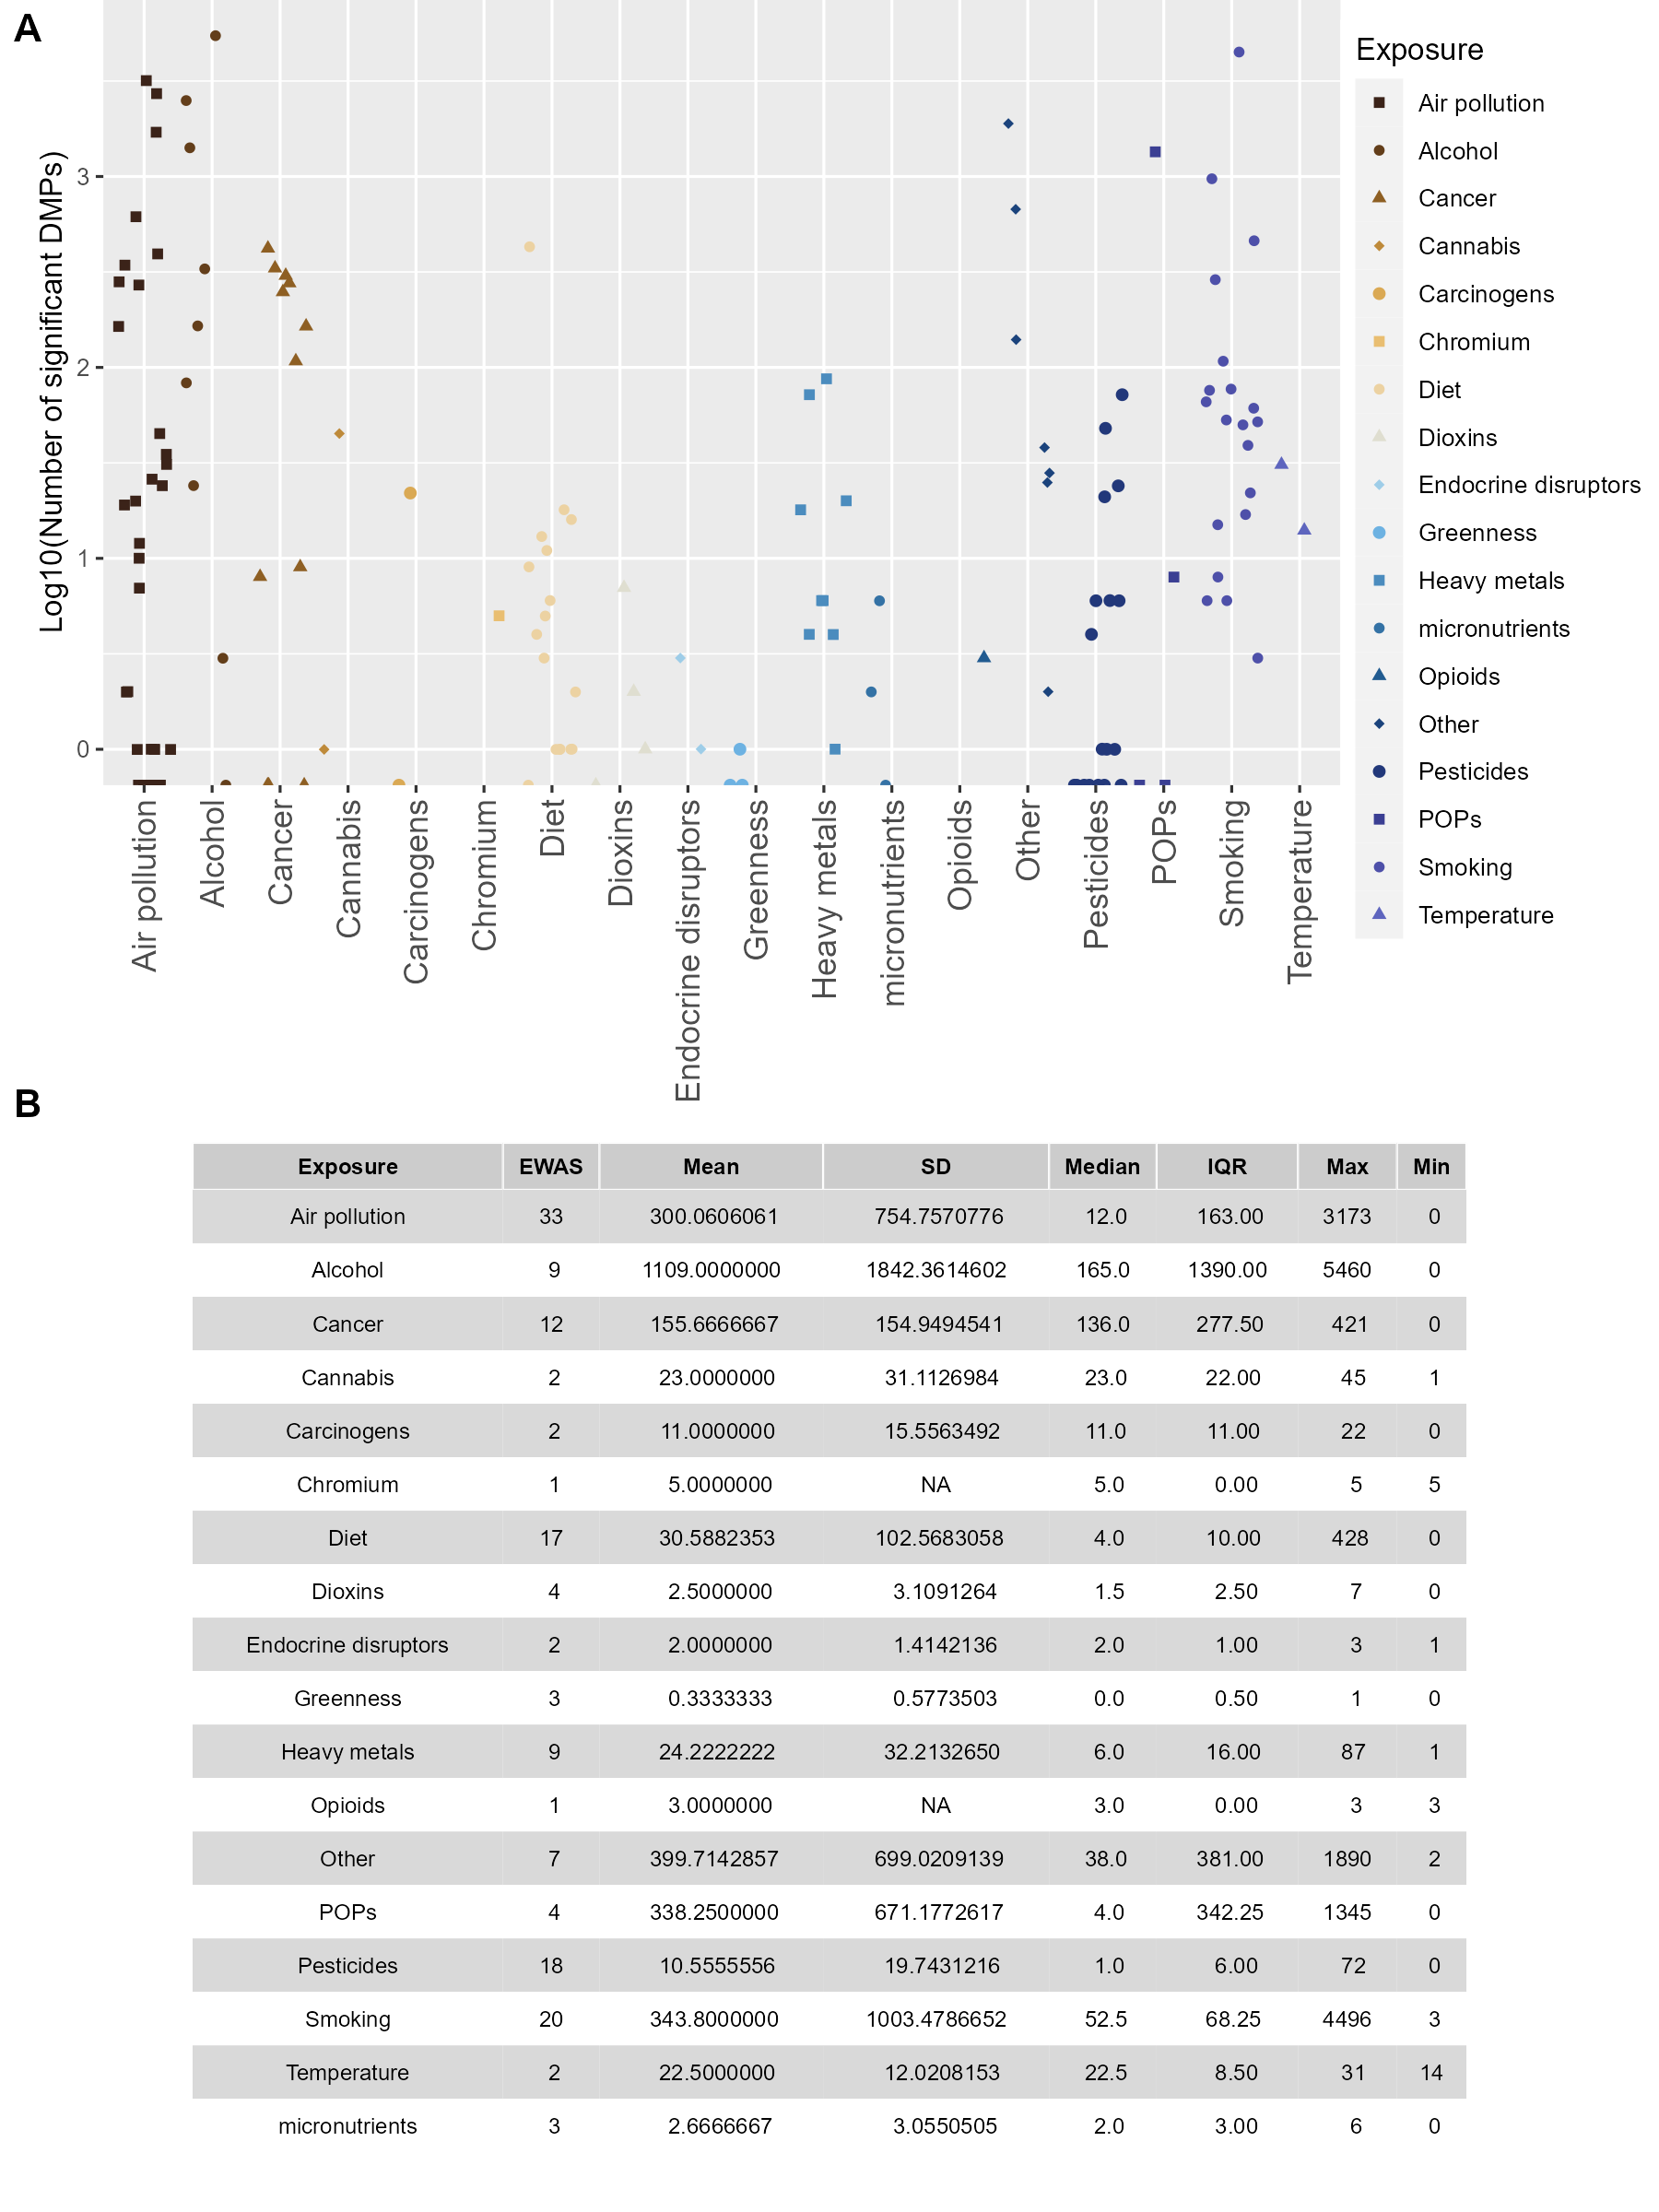 A
Log10(Number of significant DMPs)
3
2
1
0
Air pollution
Alcohol
Cancer
Cannabis
Carcinogens
Chromium
Diet
Dioxins
Endocrine disruptors
Greenness
Heavy metals
micronutrients
Opioids
Other
Pesticides
POPs
Smoking
Temperature
Exposure
Air pollution
Alcohol
Cancer
Cannabis
Carcinogens
Chromium
Diet
Dioxins
Endocrine disruptors
Greenness
Heavy metals
micronutrients
Opioids
Other
Pesticides
POPs
Smoking
Temperature
B
Exposure EWAS Mean SD Median IQR Max Min
Air pollution 33 300.0606061 754.7570776 12.0 163.00 3173 0
Alcohol 9 1109.0000000 1842.3614602 165.0 1390.00 5460 0
Cancer 12 155.6666667 154.9494541 136.0 277.50 421 0
Cannabis 2 23.0000000 31.1126984 23.0 22.00 45 1
Carcinogens 2 11.0000000 15.5563492 11.0 11.00 22 0
Chromium 1 5.0000000 NA 5.0 0.00 5 5
Diet 17 30.5882353 102.5683058 4.0 10.00 428 0
Dioxins 4 2.5000000 3.1091264 1.5 2.50 7 0
Endocrine disruptors 2 2.0000000 1.4142136 2.0 1.00 3 1
Greenness 3 0.3333333 0.5773503 0.0 0.50 1 0
Heavy metals 9 24.2222222 32.2132650 6.0 16.00 87 1
Opioids 1 3.0000000 NA 3.0 0.00 3 3
Other 7 399.7142857 699.0209139 38.0 381.00 1890 2
POPs 4 338.2500000 671.1772617 4.0 342.25 1345 0
Pesticides 18 10.5555556 19.7431216 1.0 6.00 72 0
Smoking 20 343.8000000 1003.4786652 52.5 68.25 4496 3
Temperature 2 22.5000000 12.0208153 22.5 8.50 31 14
micronutrients 3 2.6666667 3.0550505 2.0 3.00 6 0